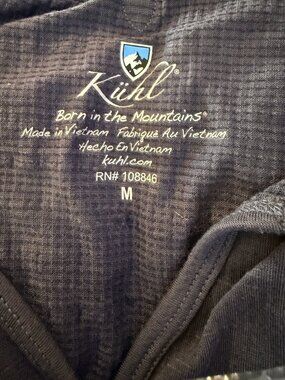 Kühl®
Born in the Mountains®
Made in Vietnam Fabriqué Au Vietnam
Hecho En Vietnam
kuhl.com
RN# 108846
M